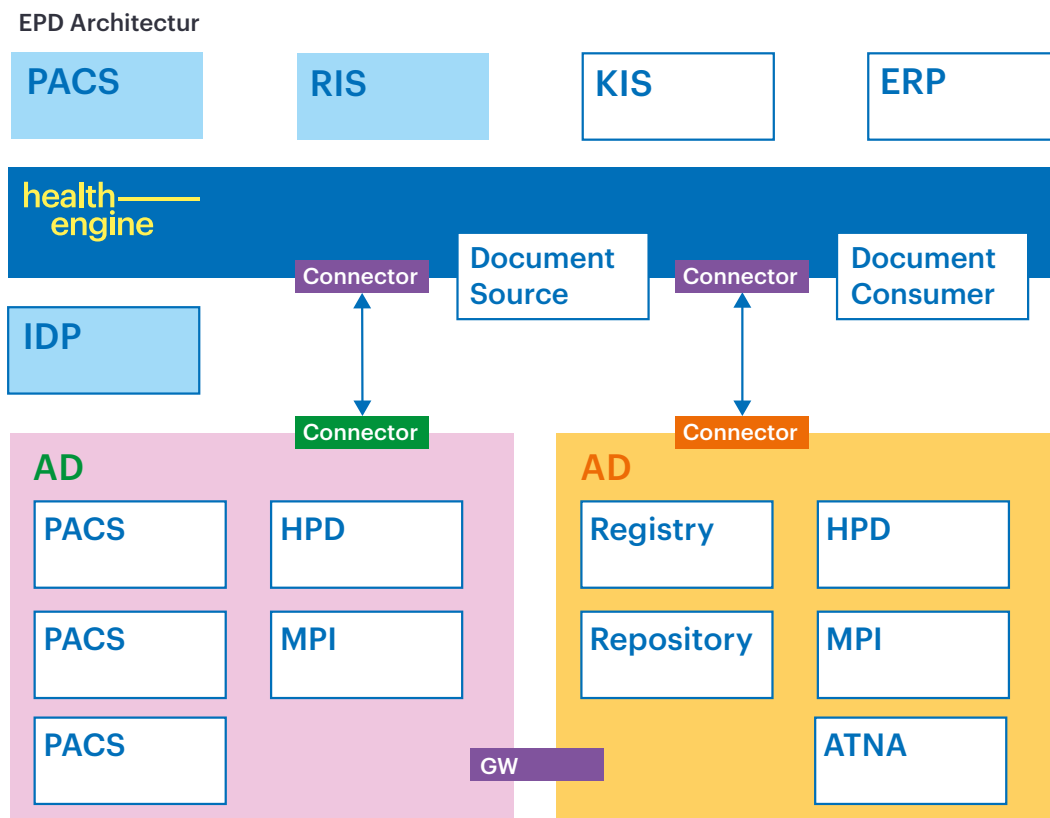 EPD Architectur
PACS
RIS
KIS
ERP
health
engine
Connector
Document
Source
Connector
Document
Consumer
IDP
Connector
Connector
AD
PACS
HPD
PACS
MPI
PACS
AD
Registry
HPD
Repository
MPI
ATNA
GW